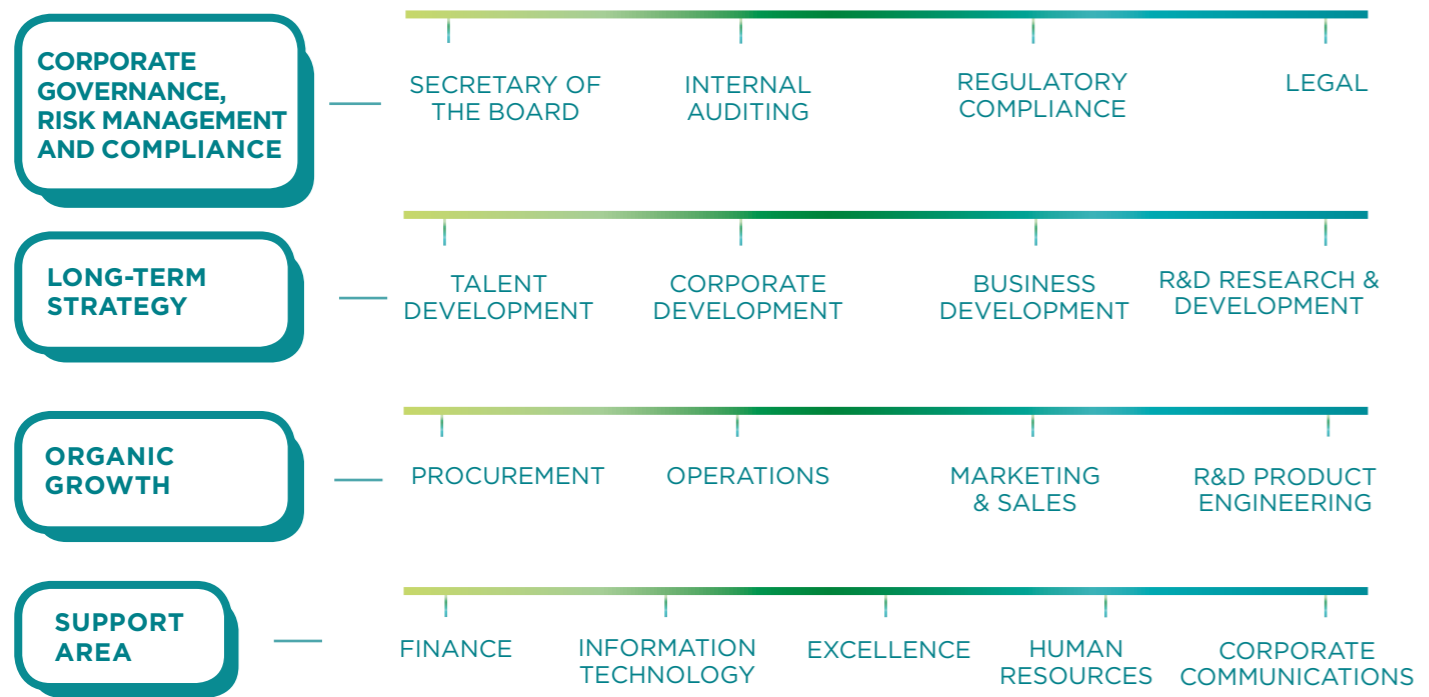 CORPORATE
GOVERNANCE,
RISK MANAGEMENT
AND COMPLIANCE
SECRETARY OF
THE BOARD
INTERNAL
AUDITING
REGULATORY
COMPLIANCE
LEGAL
LONG-TERM
STRATEGY
TALENT
DEVELOPMENT
CORPORATE
DEVELOPMENT
BUSINESS
DEVELOPMENT
R&D RESEARCH &
DEVELOPMENT
ORGANIC
GROWTH
PROCUREMENT
OPERATIONS
MARKETING
& SALES
R&D PRODUCT
ENGINEERING
SUPPORT
AREA
FINANCE
INFORMATION
TECHNOLOGY
EXCELLENCE
HUMAN
RESOURCES
CORPORATE
COMMUNICATIONS